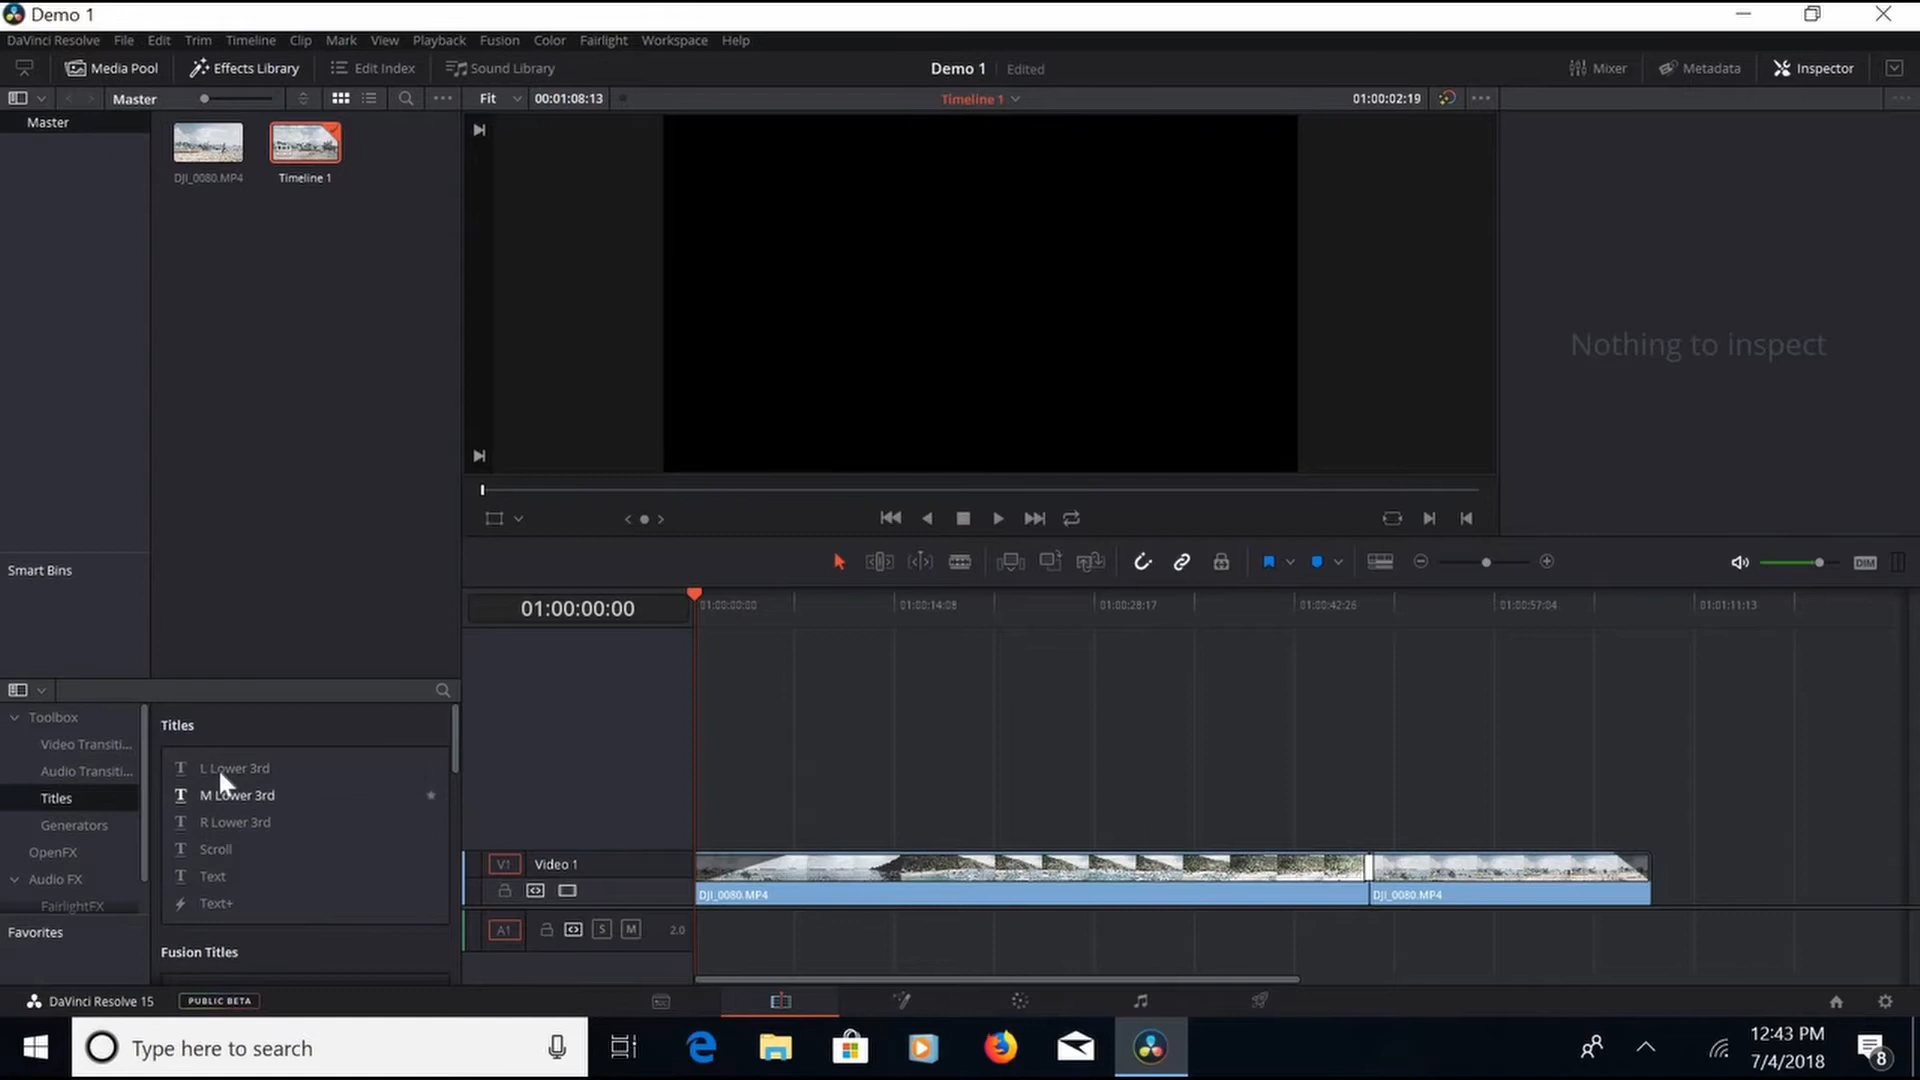 Demo 1
DaVinci Resolve File Edit Trim Timeline Clip Mark View Playback Fusion Color Fairlight Workspace Help
Media Pool Effects Library Edit Index Sound Library Demo 1 Edited Mixer Metadata Inspector
Master Fit 00:01:08:13 Timeline 1 01:00:02:19
Master
DJI_0080.MP4 Timeline 1
Nothing to inspect
Smart Bins
DIM
01:00:00:00 01:00:00:00 01:00:14:08 01:00:28:17 01:00:42:26 01:00:57:04 01:01:11:13
Toolbox
Video Transiti...
Audio Transiti...
Titles
Generators
OpenFX
Audio FX
FairlightFX
Favorites
Titles
L Lower 3rd
M Lower 3rd
R Lower 3rd
Scroll
Text
Text+
Fusion Titles
V1 Video 1
DJI_0080.MP4 DJI_0080.MP4
A1 S M 2.0
DaVinci Resolve 15 PUBLIC BETA
Type here to search
12:43 PM
7/4/2018
8